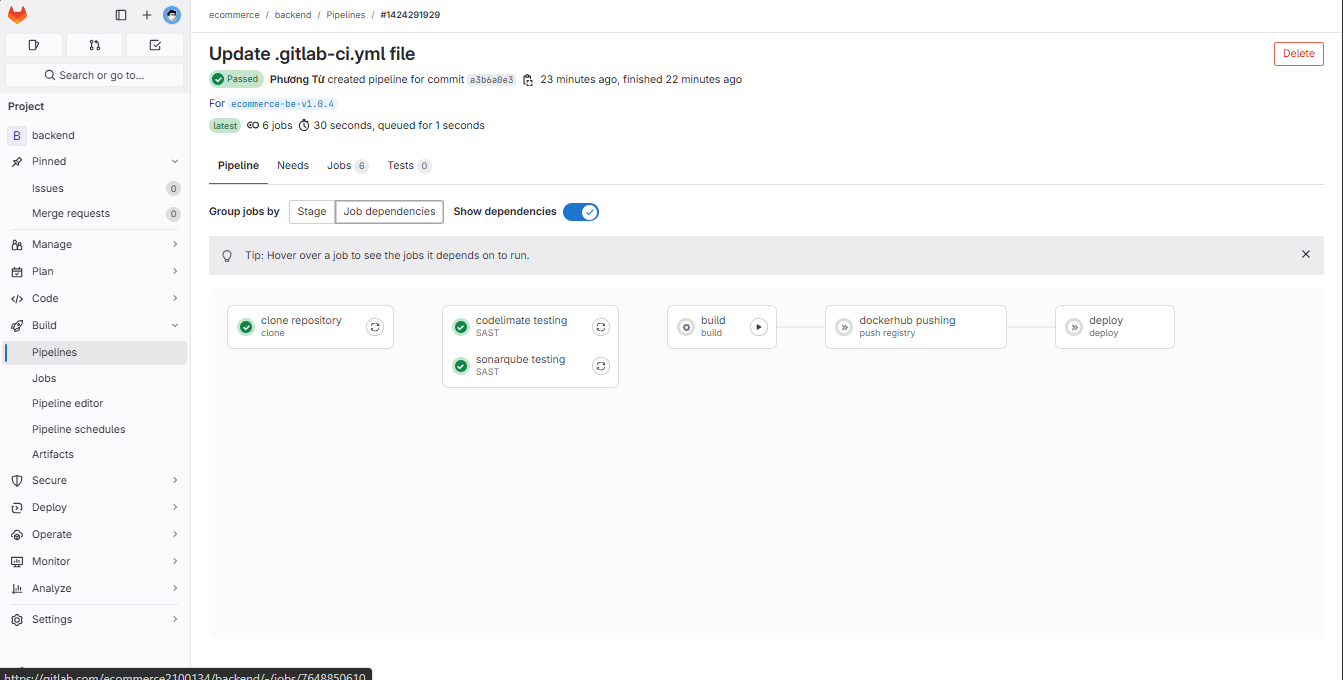 ecommerce / backend / Pipelines / #1424291929
Update .gitlab-ci.yml file
Delete
Passed Phương Từ created pipeline for commit a3b6a0e3 23 minutes ago, finished 22 minutes ago
For ecommerce-be-v1.0.4
latest 6 jobs 30 seconds, queued for 1 seconds
Pipeline Needs Jobs 6 Tests 0
Group jobs by Stage Job dependencies Show dependencies
Tip: Hover over a job to see the jobs it depends on to run.
clone repository
clone
codelimate testing
SAST
sonarqube testing
SAST
build
build
dockerhub pushing
push registry
deploy
deploy
Search or go to...
Project
B backend
Pinned
Issues 0
Merge requests 0
Manage
Plan
Code
Build
Pipelines
Jobs
Pipeline editor
Pipeline schedules
Artifacts
Secure
Deploy
Operate
Monitor
Analyze
Settings
https://gitlab.com/ecommerce2100134/backend/-/jobs/7648850610